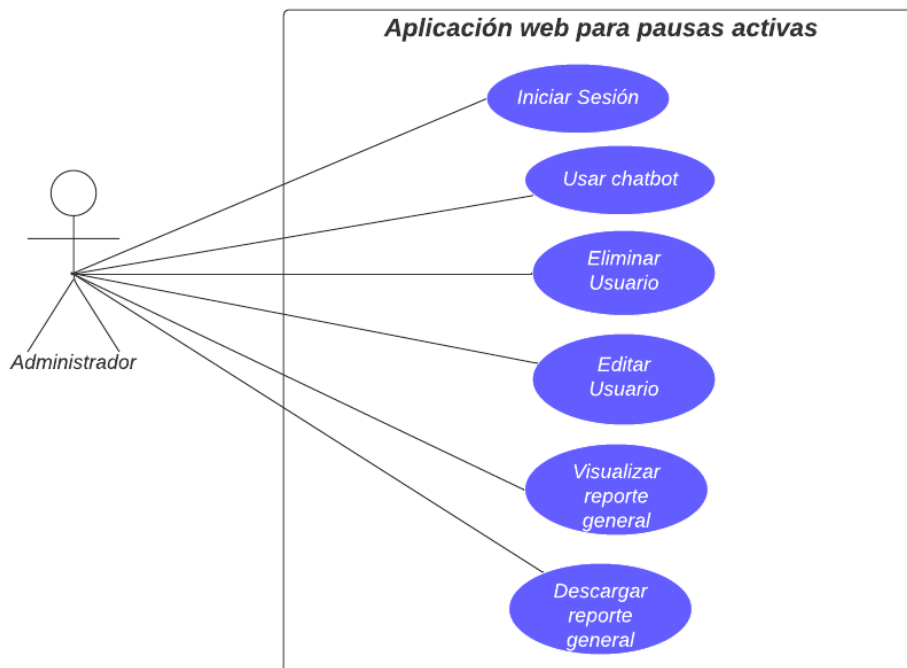 Aplicación web para pausas activas
Iniciar Sesión
Usar chatbot
Eliminar
Usuario
Administrador
Editar
Usuario
Visualizar
reporte
general
Descargar
reporte
general